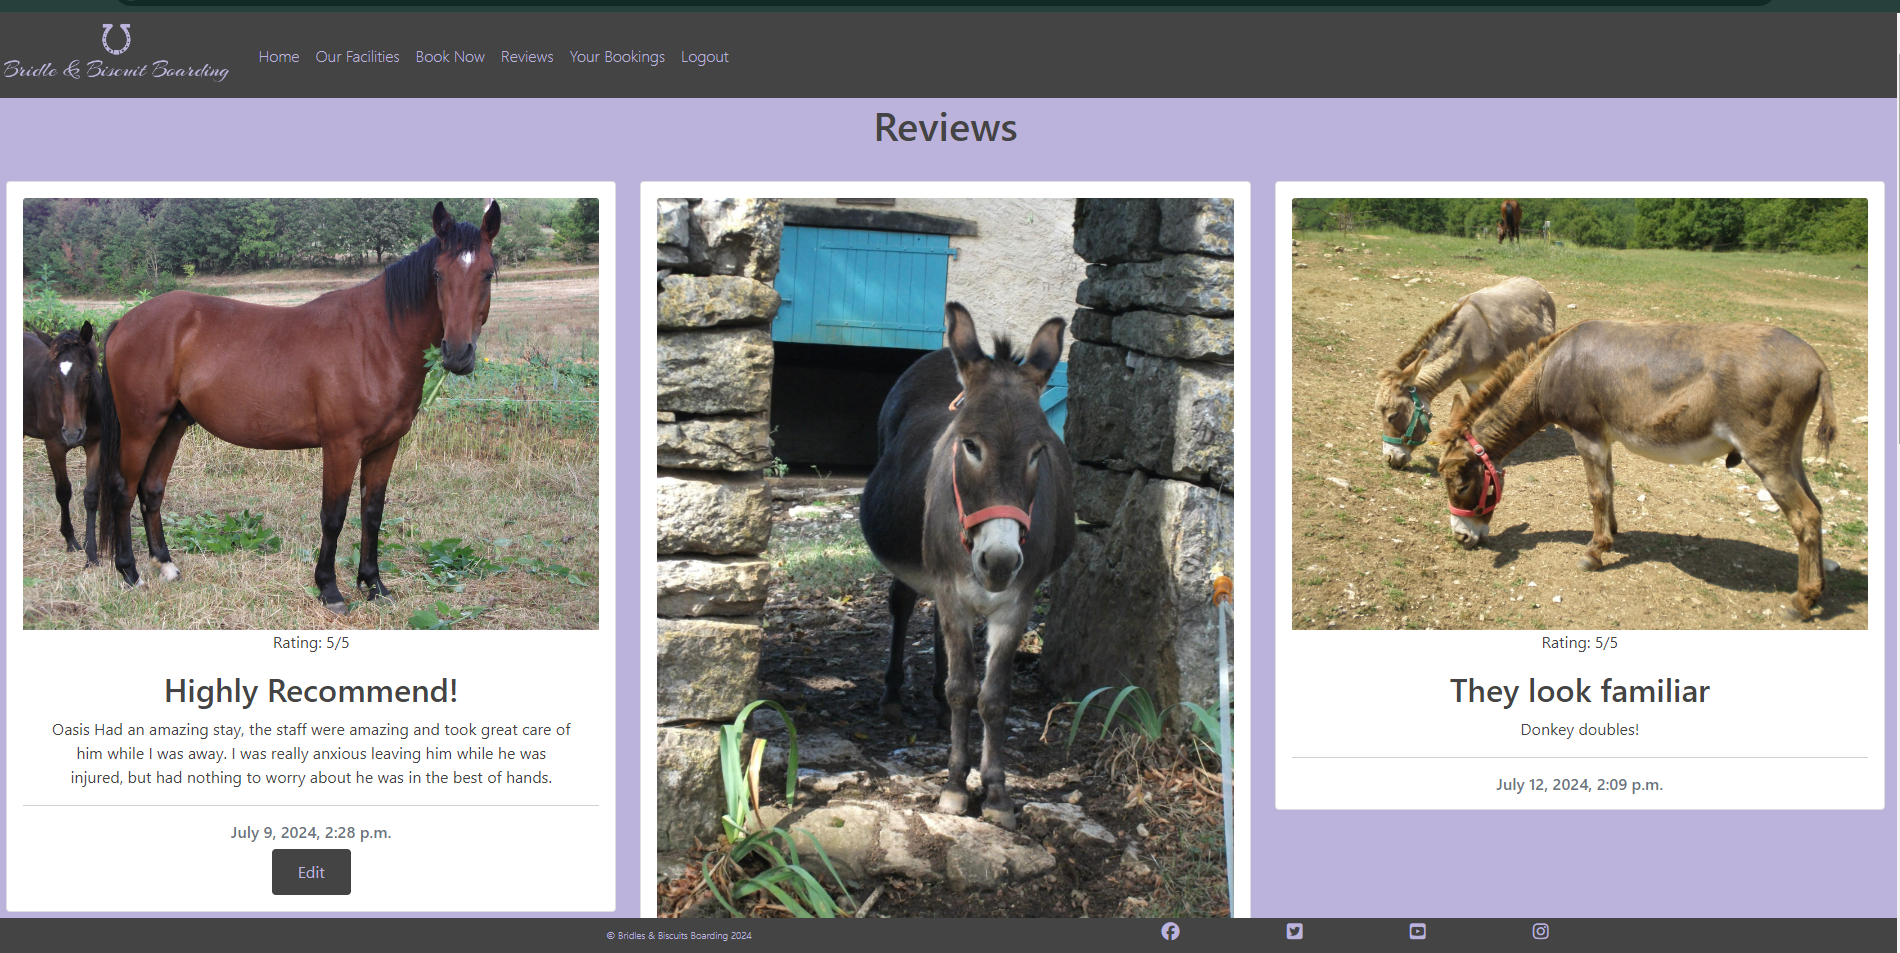 Bridle & Biscuit Boarding
Home Our Facilities Book Now Reviews Your Bookings Logout
Reviews
Rating: 5/5
Highly Recommend!
Oasis Had an amazing stay, the staff were amazing and took great care of
him while I was away. I was really anxious leaving him while he was
injured, but had nothing to worry about he was in the best of hands.
July 9, 2024, 2:28 p.m.
Edit
Rating: 5/5
They look familiar
Donkey doubles!
July 12, 2024, 2:09 p.m.
© Bridles & Biscuits Boarding 2024